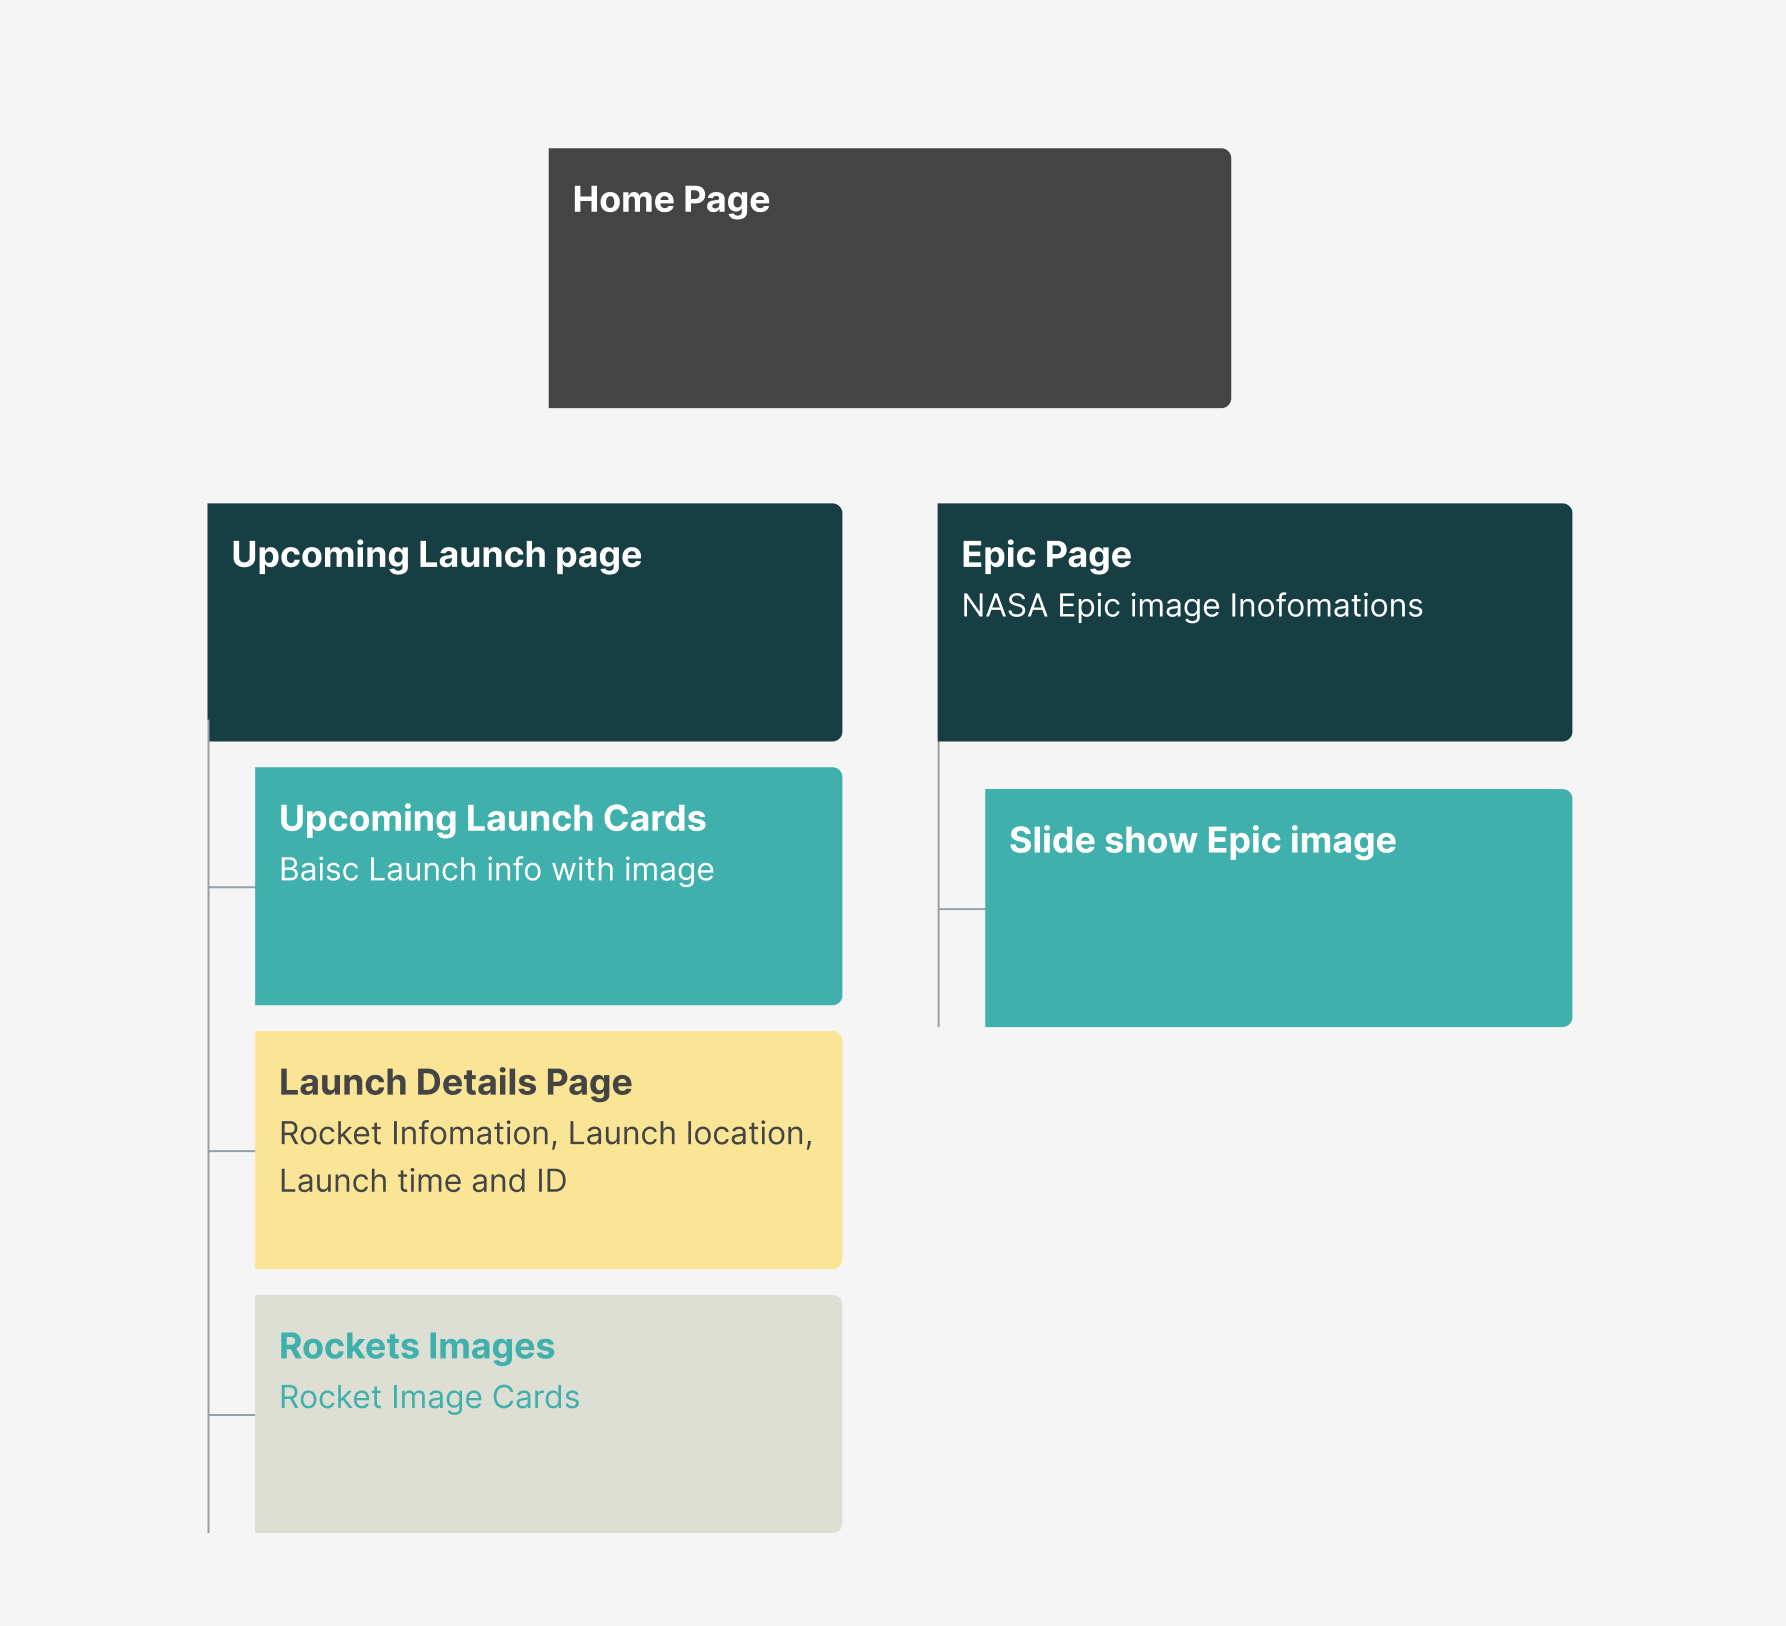 Home Page
Upcoming Launch page
Epic Page
NASA Epic image Inofomations
Upcoming Launch Cards
Baisc Launch info with image
Slide show Epic image
Launch Details Page
Rocket Infomation, Launch location,
Launch time and ID
Rockets Images
Rocket Image Cards